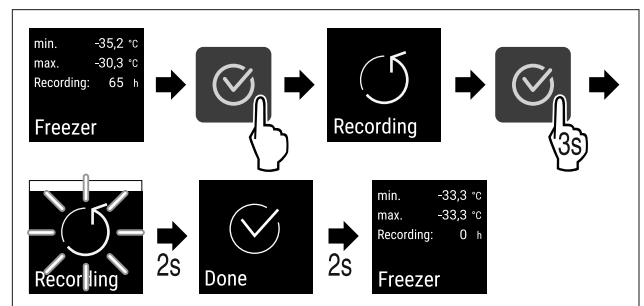 min. -35,2 °C
max. -30,3 °C
Recording: 65 h
Freezer
Recording
3s
Recording
2s
Done
2s
min. -33,3 °C
max. -33,3 °C
Recording: 0 h
Freezer